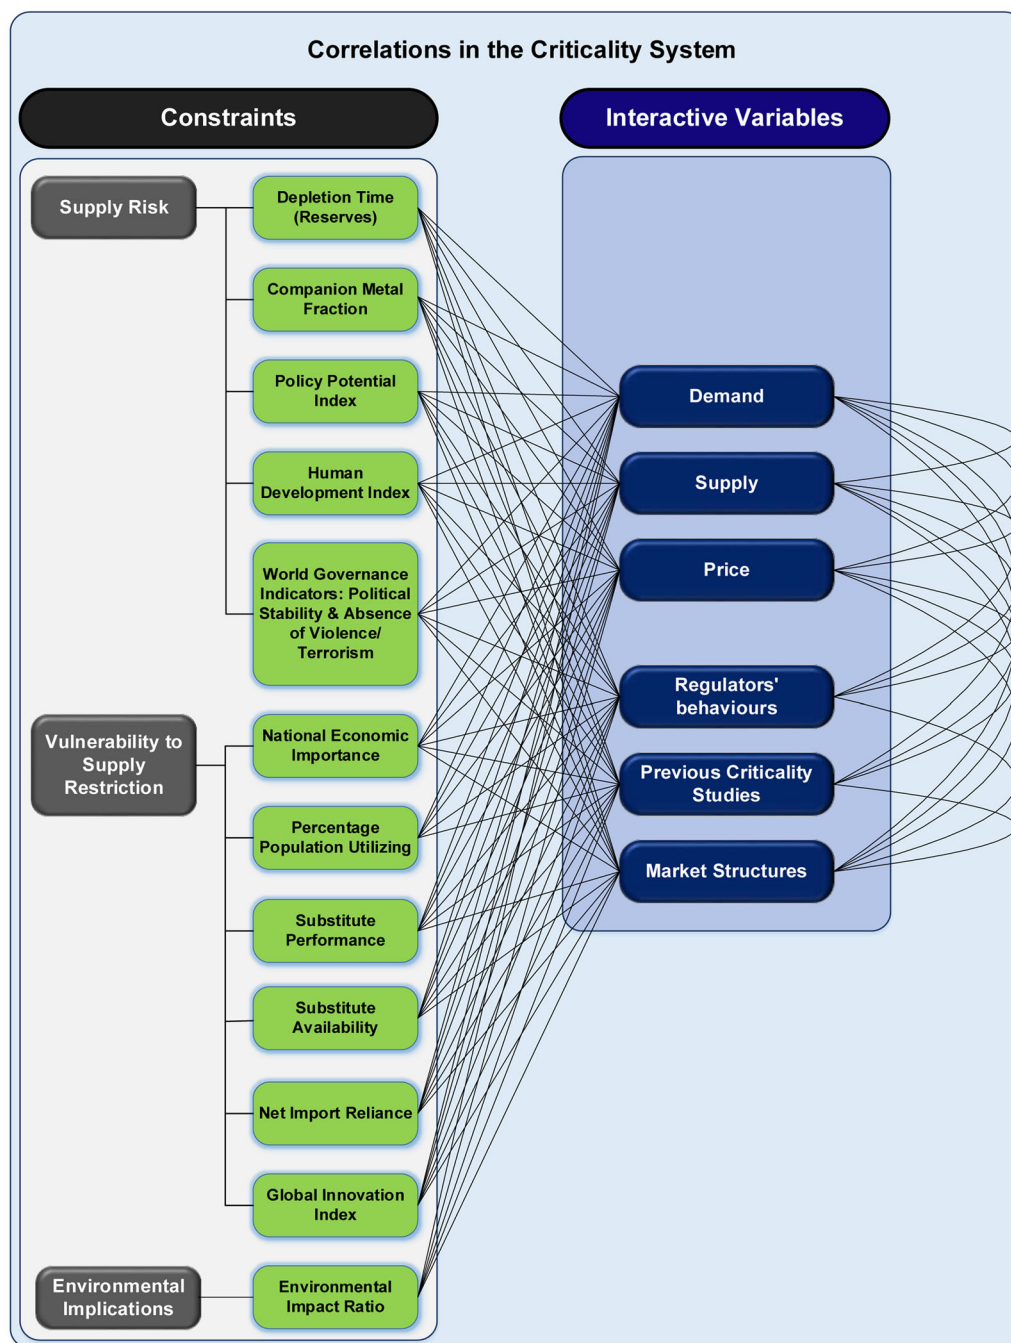 Correlations in the Criticality System
Constraints
Interactive Variables
Supply Risk
Depletion Time
(Reserves)
Companion Metal
Fraction
Policy Potential
Index
Human
Development Index
World Governance
Indicators: Political
Stability & Absence
of Violence/
Terrorism
Vulnerability to
Supply
Restriction
National Economic
Importance
Percentage
Population Utilizing
Substitute
Performance
Substitute
Availability
Net Import Reliance
Global Innovation
Index
Environmental
Implications
Environmental
Impact Ratio
Demand
Supply
Price
Regulators'
behaviours
Previous Criticality
Studies
Market Structures